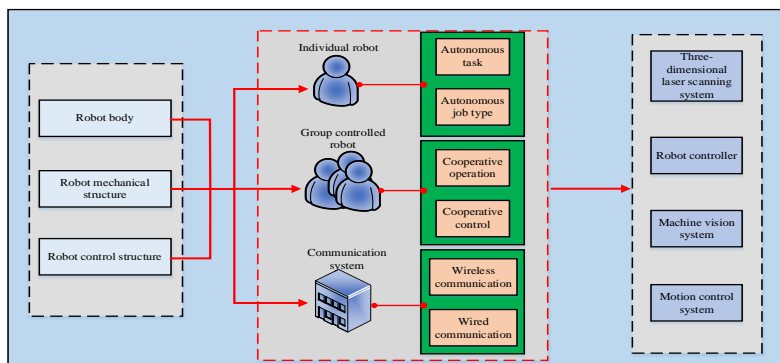 Robot body
Robot mechanical
structure
Robot control structure
Individual robot
Autonomous
task
Autonomous
job type
Group controlled
robot
Cooperative
operation
Cooperative
control
Communication
system
Wireless
communication
Wired
communication
Three-
dimensional
laser scanning
system
Robot controller
Machine vision
system
Motion control
system